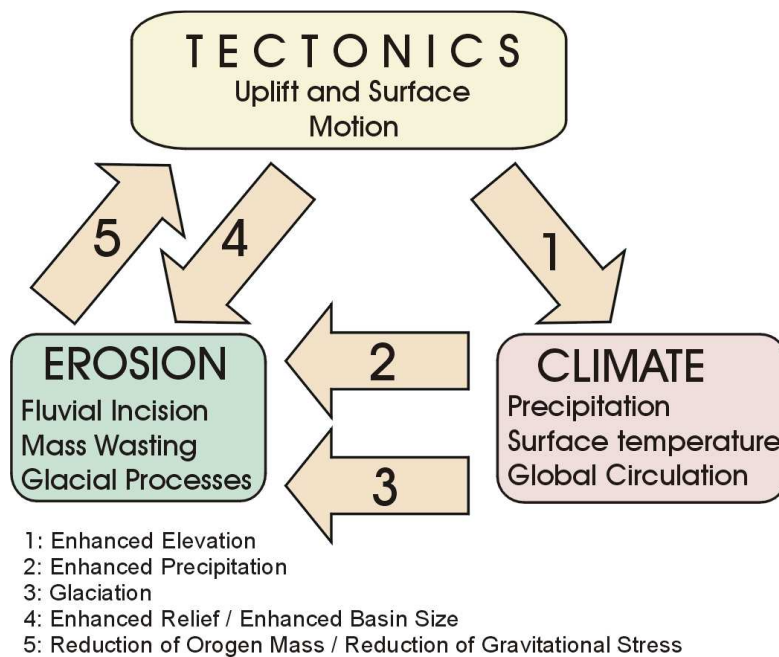 TECTONICS
Uplift and Surface
Motion
5
4
1
EROSION
Fluvial Incision
Mass Wasting
Glacial Processes
2
3
CLIMATE
Precipitation
Surface temperature
Global Circulation
1: Enhanced Elevation
2: Enhanced Precipitation
3: Glaciation
4: Enhanced Relief / Enhanced Basin Size
5: Reduction of Orogen Mass / Reduction of Gravitational Stress